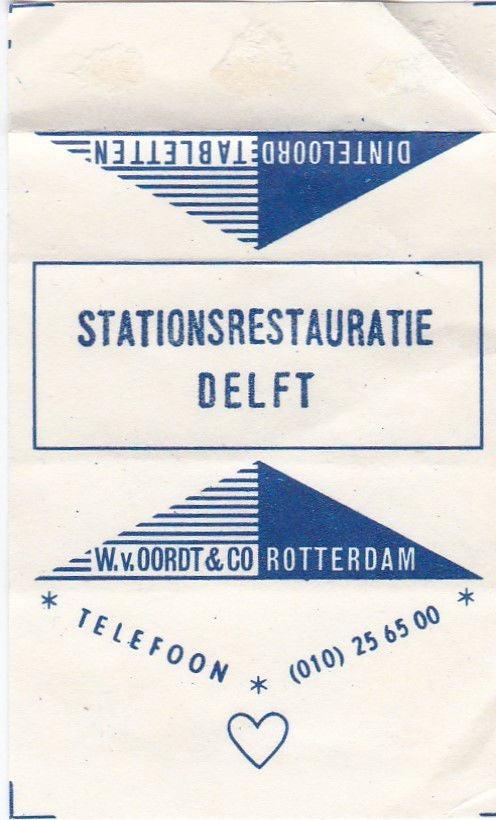 DINTELOORD TABLETTEN
STATIONSRESTAURATIE
DELFT
W.v.OORDT & CO ROTTERDAM
* TELEFOON * (010) 25 65 00 *